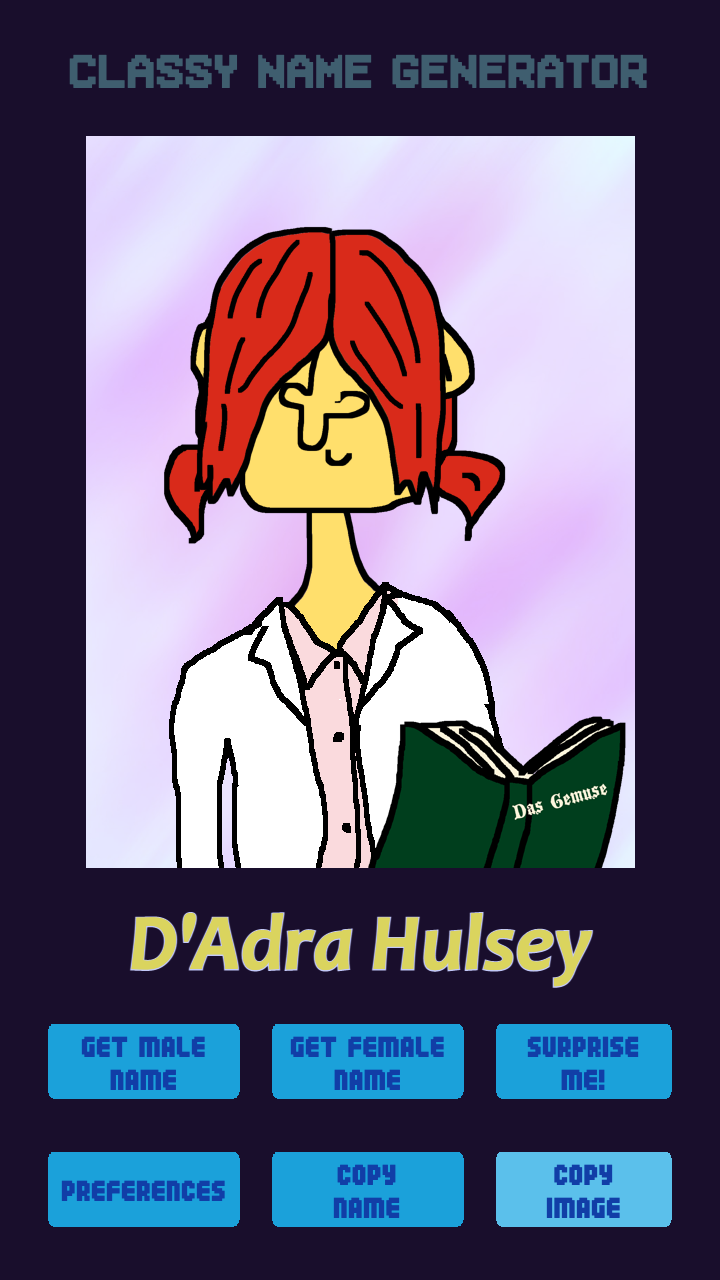 CLASSY NAME GENERATOR
Das Gemuse
D'Adra Hulsey
GET MALE
NAME
GET FEMALE
NAME
SURPRISE
ME!
PREFERENCES
COPY
NAME
COPY
IMAGE